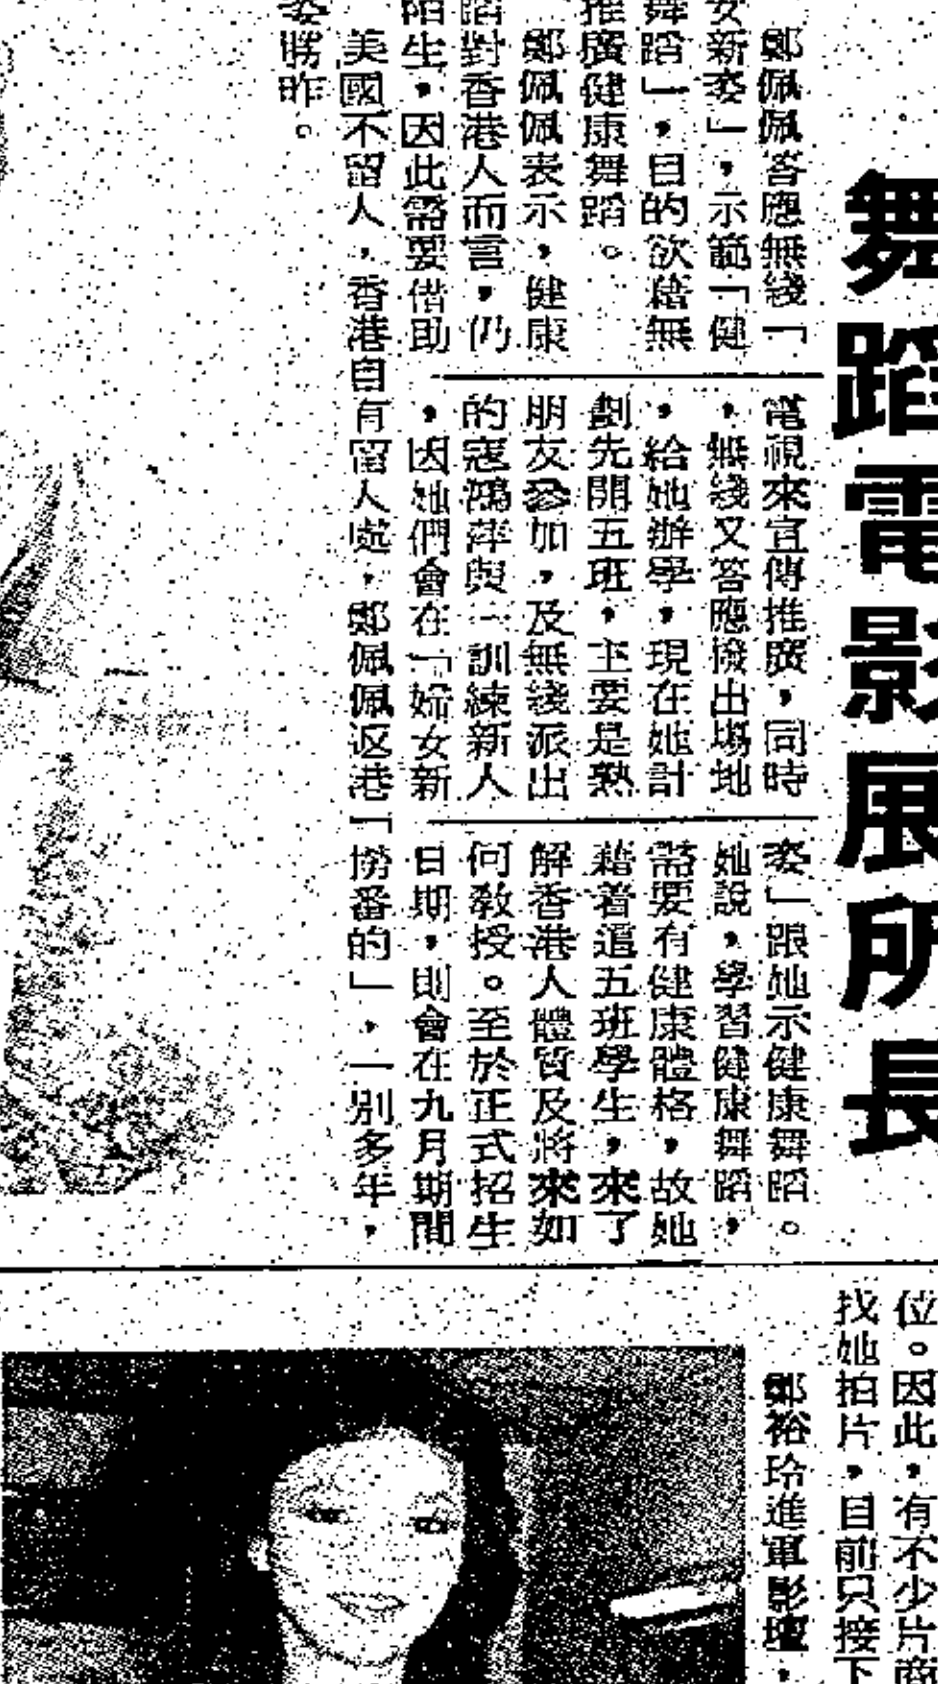 舞蹈電影展所長
鄭佩佩答應無綫「
女新姿」,示範「健
舞蹈」,目的欲藉無
推廣健康舞蹈。
鄭佩佩表示,健康
蹈對香港人而言,仍
陌生,因此需要借助
電視來宣傳推廣,同時
,無綫又答應撥出場地
,給她辦學,現在她計
劃先開五班,主要是熟
朋友參加,及無綫派出
的寇鴻萍與一訓練新人
,因她們會在「婦女新
姿」跟她示健康舞蹈。
她說,學習健康舞蹈,
需要有健康體格,故她
藉着這五班學生,來了
解香港人體質及將來如
何教授。至於正式招生
日期,則會在九月期間
美國不留人,香港自有留人處,鄭佩佩返港「撈番的」,一別多年,
姿勝昨。
位。因此,有不少片商
找她拍片,目前只接下
鄭裕玲進軍影壇,